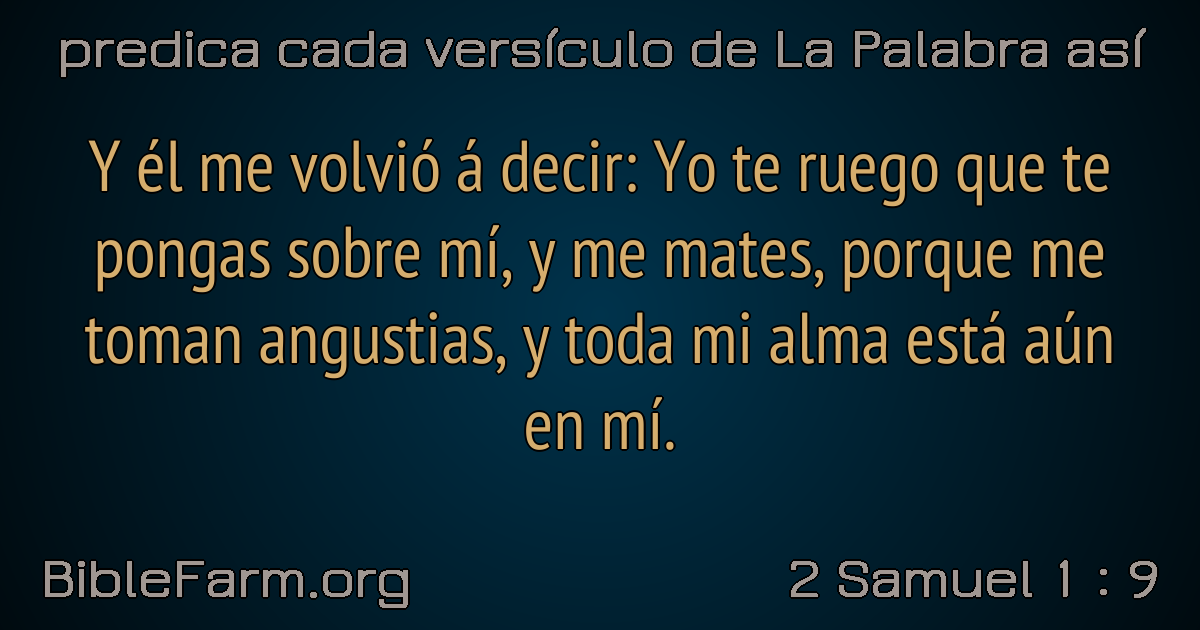 predica cada versículo de La Palabra así
Y él me volvió á decir: Yo te ruego que te
pongas sobre mí, y me mates, porque me
toman angustias, y toda mi alma está aún
en mí.
BibleFarm.org
2 Samuel 1 : 9